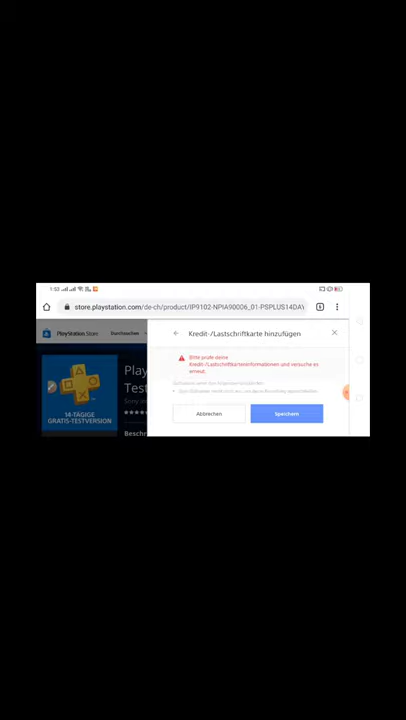 1:53
store.playstation.com/de-ch/product/IP9102-NPIA90006_01-PSPLUS14DAY
PlayStation Store
Durchsuchen
Kredit-/Lastschriftkarte hinzufügen
Bitte prüfe deine
Kredit-/Lastschriftkarteninformationen und versuche es
erneut.
Abbrechen
Speichern
14-TÄGIGE
GRATIS-TESTVERSION
Play
Test
Sony
Beschr